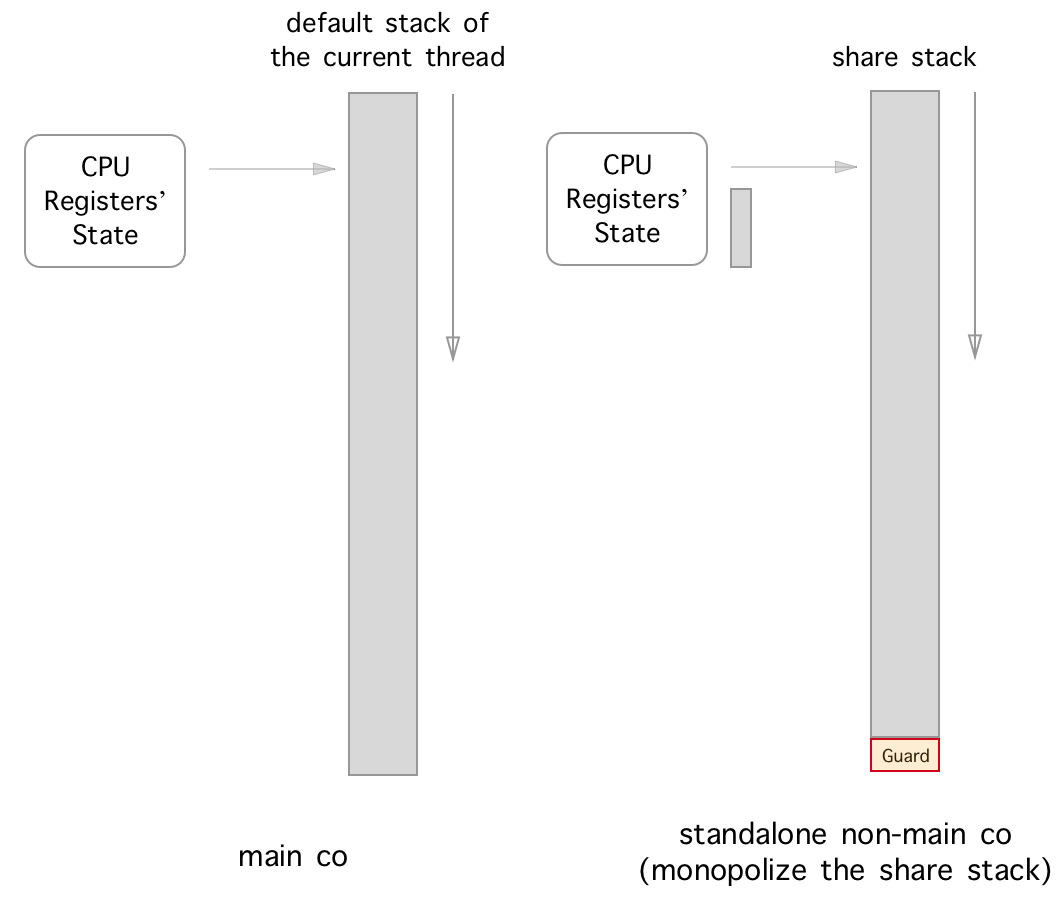 default stack of
the current thread
CPU
Registers’
State
main co
share stack
CPU
Registers’
State
Guard
standalone non-main co
(monopolize the share stack)